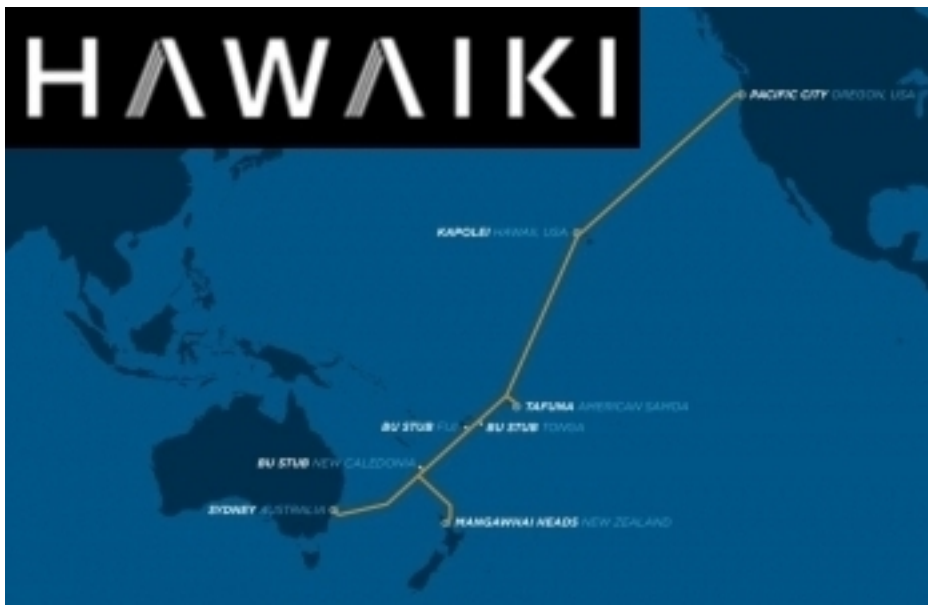 HAWAIKI
PACIFIC CITY OREGON, USA
KAPOLEI HAWAII, USA
TAFUNA AMERICAN SAMOA
BU STUB FIJI
BU STUB TONGA
BU STUB NEW CALEDONIA
SYDNEY AUSTRALIA
MANGAWHAI HEADS NEW ZEALAND